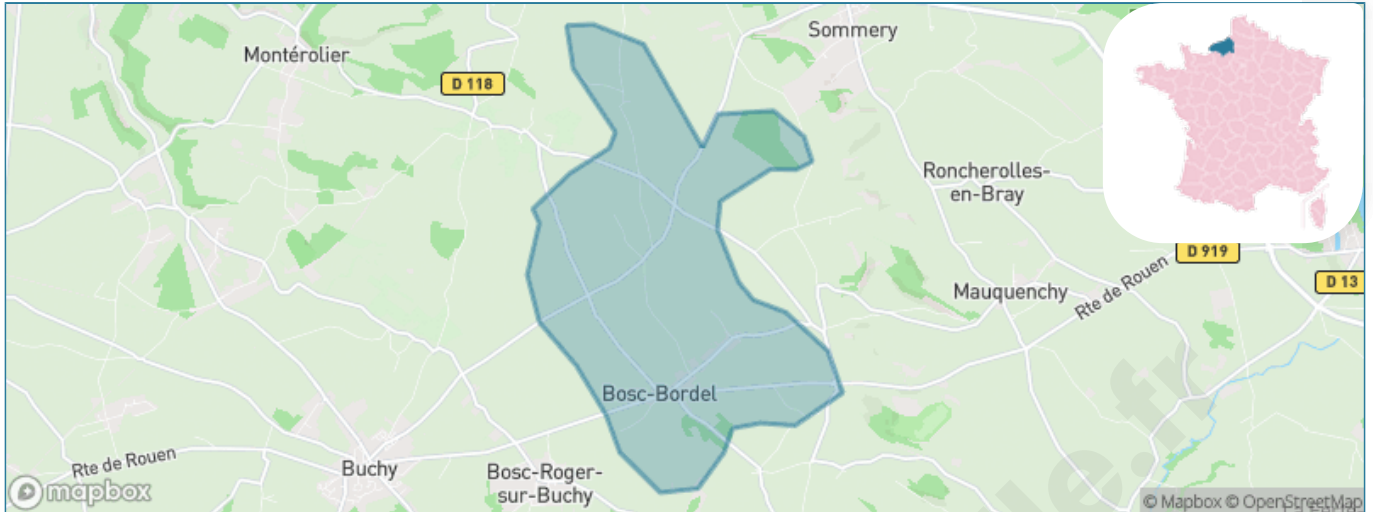 Sommery
Montérolier
D 118
Roncherolles-
en-Bray
D 919
Rte de Rouen
D 13
Mauquenchy
Bosc-Bordel
Rte de Rouen
Buchy
Bosc-Roger-
sur-Buchy
mapbox
© Mapbox © OpenStreetMap